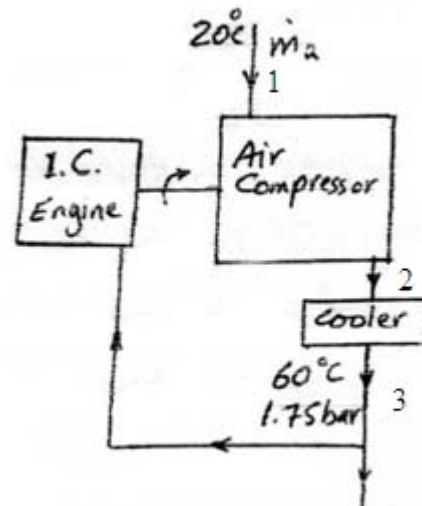 20°C ṁa
1
I.C.
Engine
Air
Compressor
2
Cooler
60°C
1.75bar
3